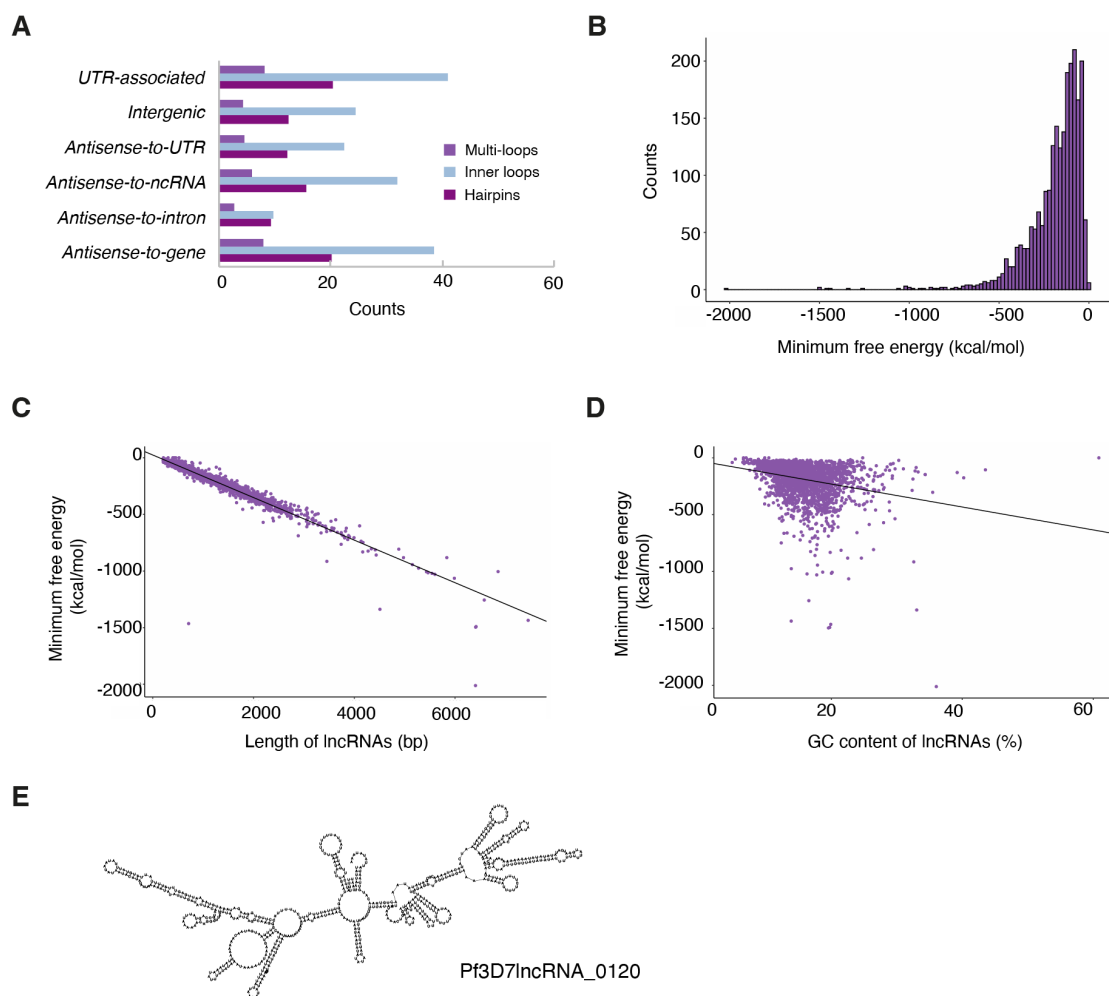 A
UTR-associated
Intergenic
Antisense-to-UTR
Antisense-to-ncRNA
Antisense-to-intron
Antisense-to-gene
Multi-loops
Inner loops
Hairpins
0 20 40 60
Counts
B
200
150
100
50
0
Counts
-2000 -1500 -1000 -500 0
Minimum free energy (kcal/mol)
C
0
-500
-1000
-1500
-2000
Minimum free energy
(kcal/mol)
0 2000 4000 6000
Length of lncRNAs (bp)
D
0
-500
-1000
-1500
-2000
Minimum free energy
(kcal/mol)
0 20 40 60
GC content of lncRNAs (%)
E
Pf3D7lncRNA_0120